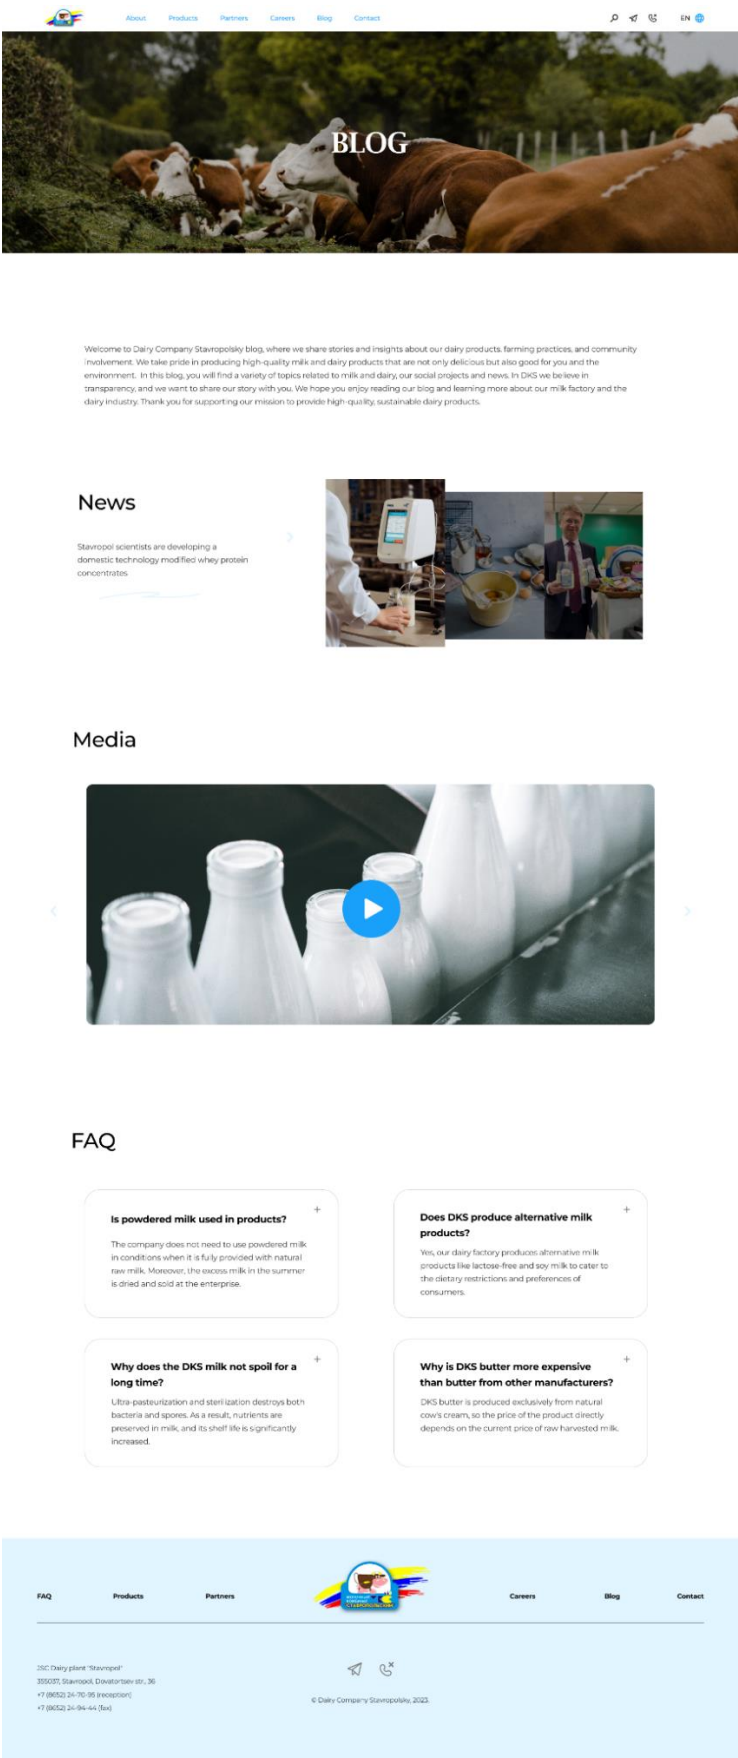 About Products Partners Careers Blog Contact EN
BLOG
Welcome to Dairy Company Stavropolsky blog, where we share stories and insights about our dairy products, farming practices, and community
involvement. We take pride in producing high-quality milk and dairy products that are not only delicious but also good for you and the
environment. In this blog, you will find a variety of topics related to milk and dairy, our social projects and news. In DKS we believe in
transparency, and we want to share our story with you. We hope you enjoy reading our blog and learning more about our milk factory and the
dairy industry. Thank you for supporting our mission to provide high-quality, sustainable dairy products.
News
Stavropol scientists are developing a
domestic technology modified whey protein
concentrates
Media
FAQ
Is powdered milk used in products?
The company does not need to use powdered milk
in conditions when it is fully provided with natural
raw milk. Moreover, the excess milk in the summer
is dried and sold at the enterprise.
Does DKS produce alternative milk
products?
Yes, our dairy factory produces alternative milk
products like lactose-free and soy milk to cater to
the dietary restrictions and preferences of
consumers.
Why does the DKS milk not spoil for a
long time?
Ultra-pasteurization and sterilization destroys both
bacteria and spores. As a result, nutrients are
preserved in milk, and its shelf life is significantly
increased.
Why is DKS butter more expensive
than butter from other manufacturers?
DKS butter is produced exclusively from natural
cow's cream, so the price of the product directly
depends on the current price of raw harvested milk.
FAQ Products Partners Careers Blog Contact
СТАВРОПОЛЬСКИЙ
JSC Dairy plant "Stavropol"
355037, Stavropol, Dovatortsev str., 36
+7 (8652) 24-70-95 (reception)
+7 (8652) 24-94-44 (fax)
© Dairy Company Stavropolsky, 2023.